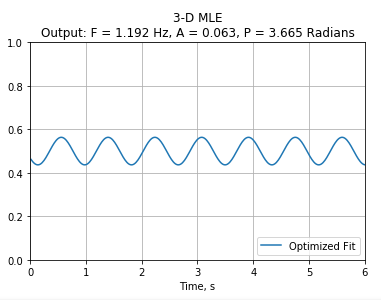 3-D MLE
Output: F = 1.192 Hz, A = 0.063, P = 3.665 Radians
1.0
0.8
0.6
0.4
0.2
0.0
Optimized Fit
0 1 2 3 4 5 6
Time, s